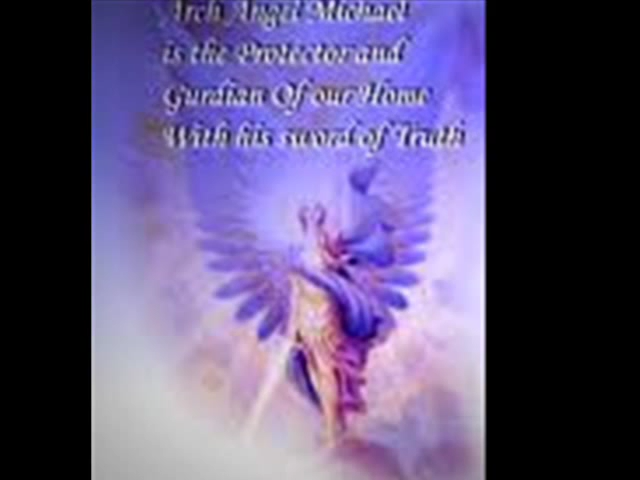 Arch Angel Michael
is the Protector and
Gurdian Of our Home
With his sword of Truth